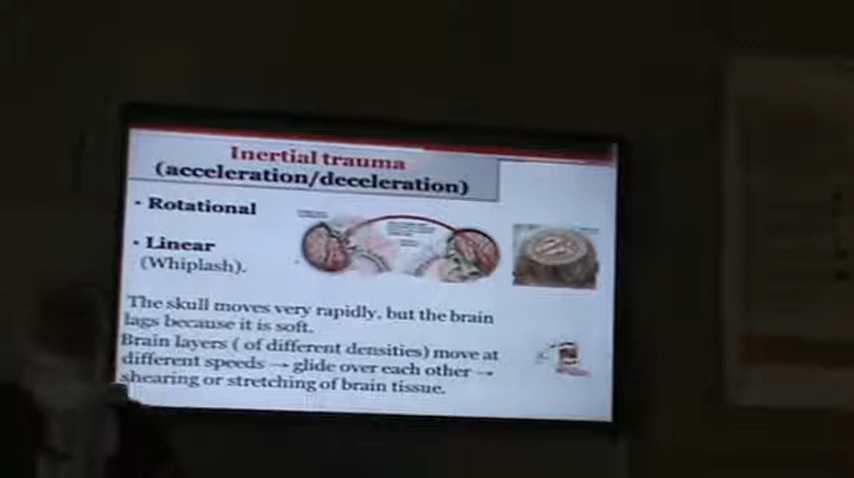 Inertial trauma
(acceleration/deceleration)
- Rotational
- Linear
(Whiplash).
The skull moves very rapidly, but the brain
lags because it is soft.
Brain layers ( of different densities) move at
different speeds → glide over each other →
shearing or stretching of brain tissue.